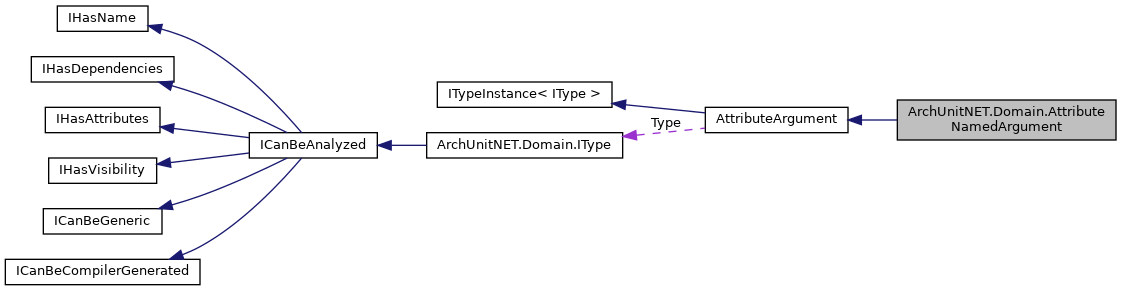 IHasName
IHasDependencies
IHasAttributes
IHasVisibility
ICanBeGeneric
ICanBeCompilerGenerated
ICanBeAnalyzed
ITypeInstance< IType >
ArchUnitNET.Domain.IType
Type
AttributeArgument
ArchUnitNET.Domain.Attribute
NamedArgument